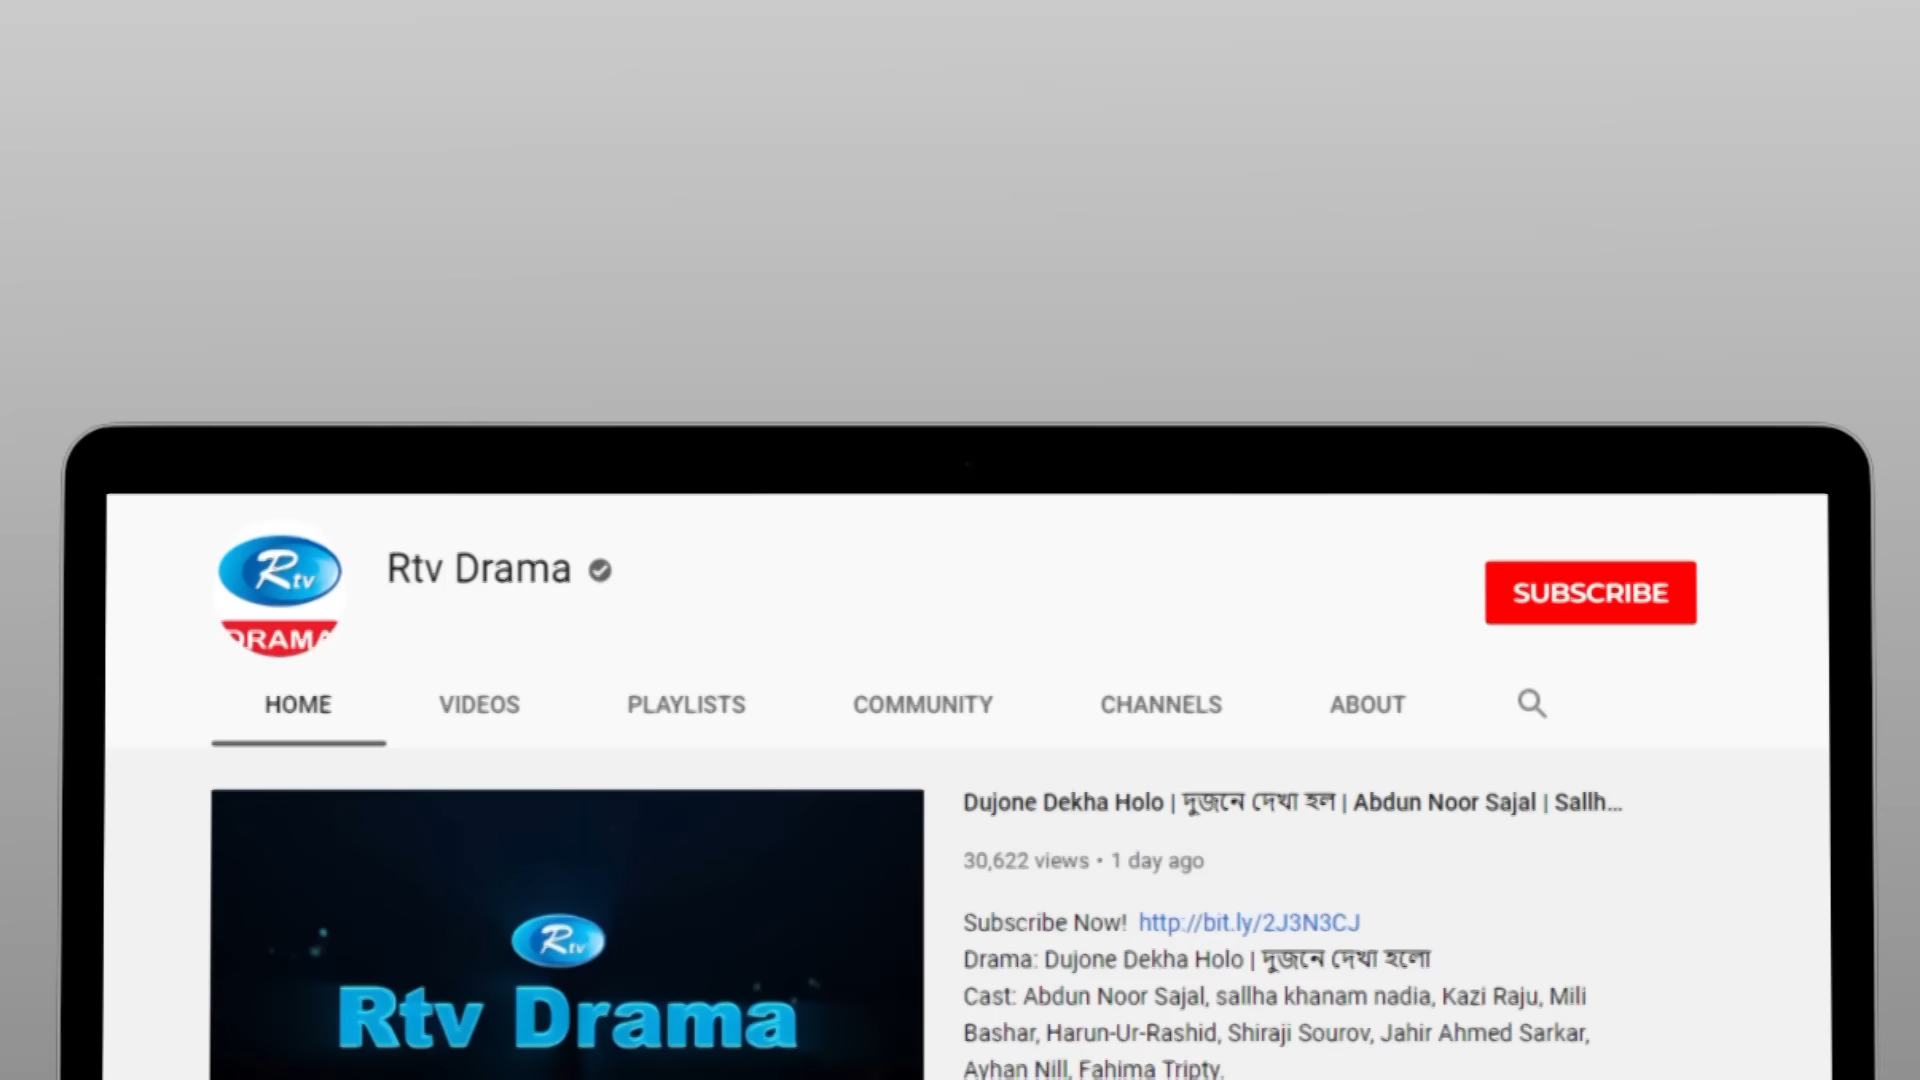 Rtv
DRAMA
Rtv Drama
SUBSCRIBE
HOME VIDEOS PLAYLISTS COMMUNITY CHANNELS ABOUT
Dujone Dekha Holo | দুজনে দেখা হল | Abdun Noor Sajal | Sallh...
30,622 views • 1 day ago
Subscribe Now! http://bit.ly/2J3N3CJ
Drama: Dujone Dekha Holo | দুজনে দেখা হলো
Cast: Abdun Noor Sajal, sallha khanam nadia, Kazi Raju, Mili
Bashar, Harun-Ur-Rashid, Shiraji Sourov, Jahir Ahmed Sarkar,
Ayhan Nill, Fahima Tripty.
Rtv
Rtv Drama